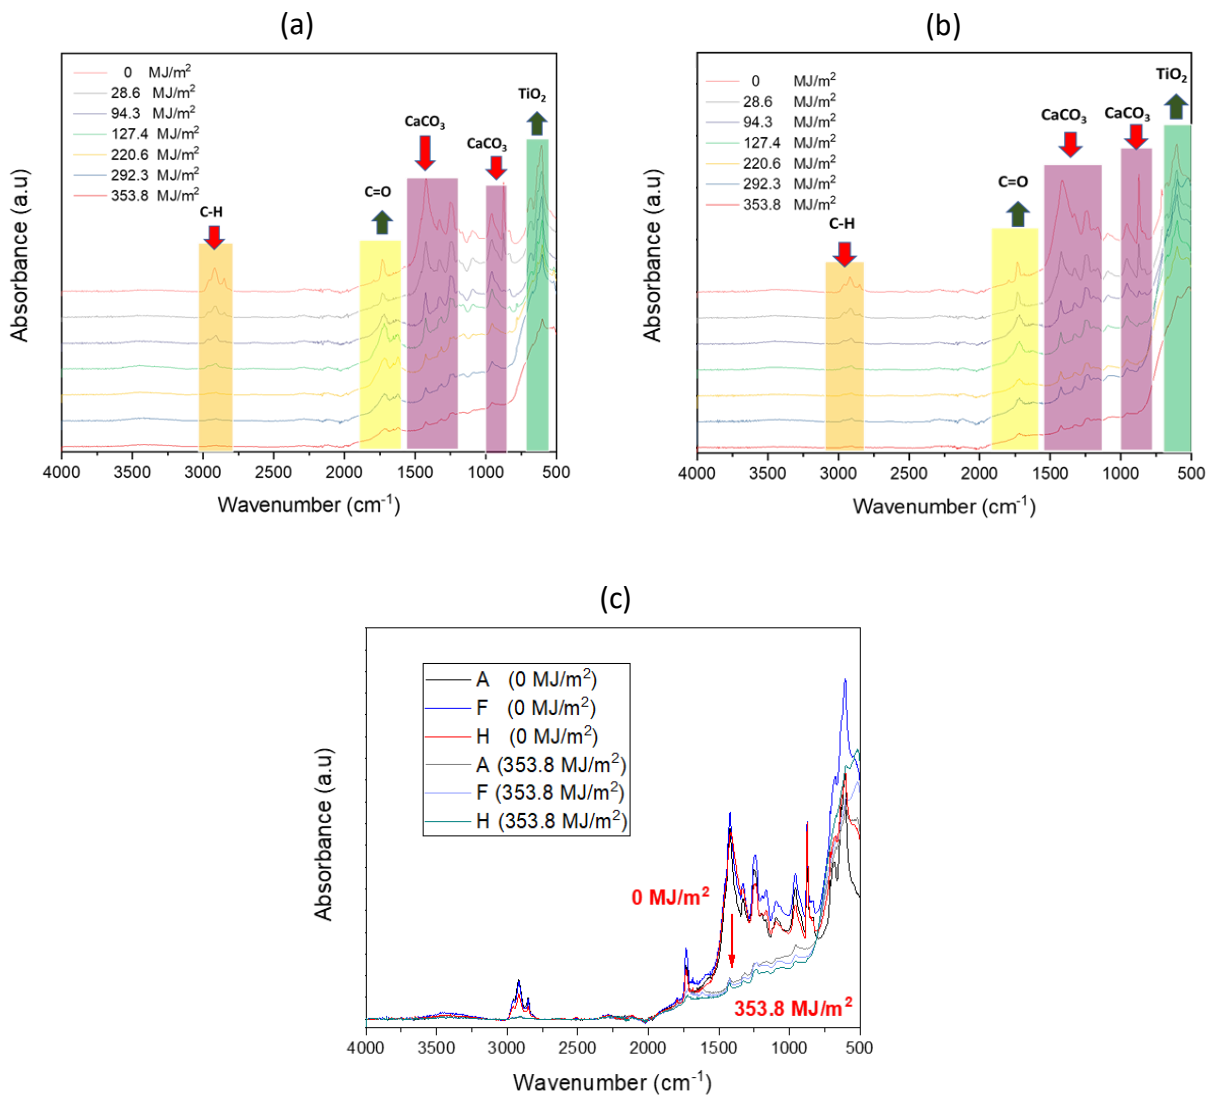 (a)
0 MJ/m²
28.6 MJ/m²
94.3 MJ/m²
127.4 MJ/m²
220.6 MJ/m²
292.3 MJ/m²
353.8 MJ/m²
C-H
C=O
CaCO₃
CaCO₃
TiO₂
Absorbance (a.u)
4000 3500 3000 2500 2000 1500 1000 500
Wavenumber (cm⁻¹)
(b)
0 MJ/m²
28.6 MJ/m²
94.3 MJ/m²
127.4 MJ/m²
220.6 MJ/m²
292.3 MJ/m²
353.8 MJ/m²
C-H
C=O
CaCO₃
CaCO₃
TiO₂
Absorbance (a.u)
4000 3500 3000 2500 2000 1500 1000 500
Wavenumber (cm⁻¹)
(c)
A (0 MJ/m²)
F (0 MJ/m²)
H (0 MJ/m²)
A (353.8 MJ/m²)
F (353.8 MJ/m²)
H (353.8 MJ/m²)
0 MJ/m²
353.8 MJ/m²
Absorbance (a.u)
4000 3500 3000 2500 2000 1500 1000 500
Wavenumber (cm⁻¹)